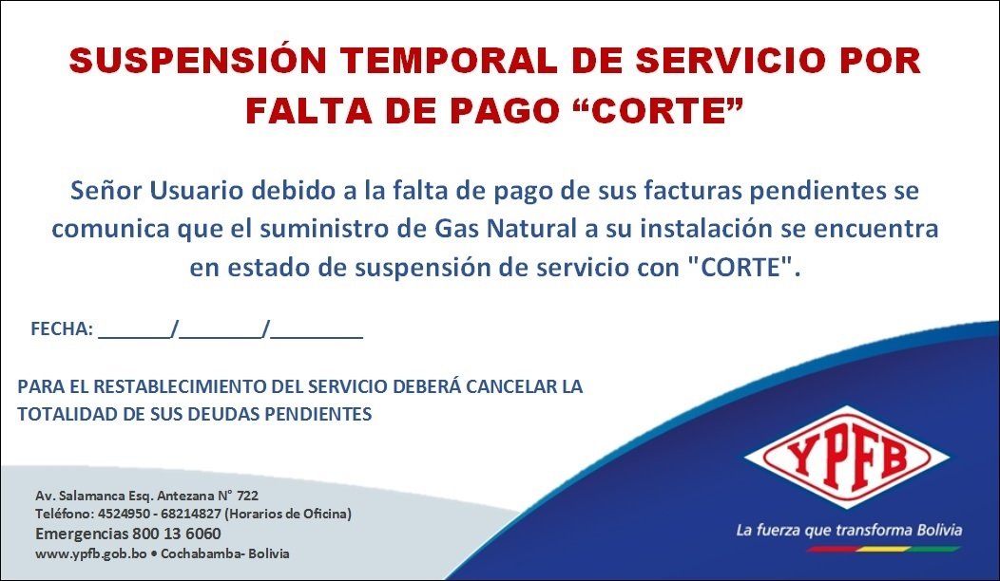 SUSPENSIÓN TEMPORAL DE SERVICIO POR
FALTA DE PAGO “CORTE”
Señor Usuario debido a la falta de pago de sus facturas pendientes se
comunica que el suministro de Gas Natural a su instalación se encuentra
en estado de suspensión de servicio con "CORTE".
FECHA: _______/________/_________
PARA EL RESTABLECIMIENTO DEL SERVICIO DEBERÁ CANCELAR LA
TOTALIDAD DE SUS DEUDAS PENDIENTES
Av. Salamanca Esq. Antezana N° 722
Teléfono: 4524950 - 68214827 (Horarios de Oficina)
Emergencias 800 13 6060
www.ypfb.gob.bo • Cochabamba- Bolivia
YPFB
La fuerza que transforma Bolivia